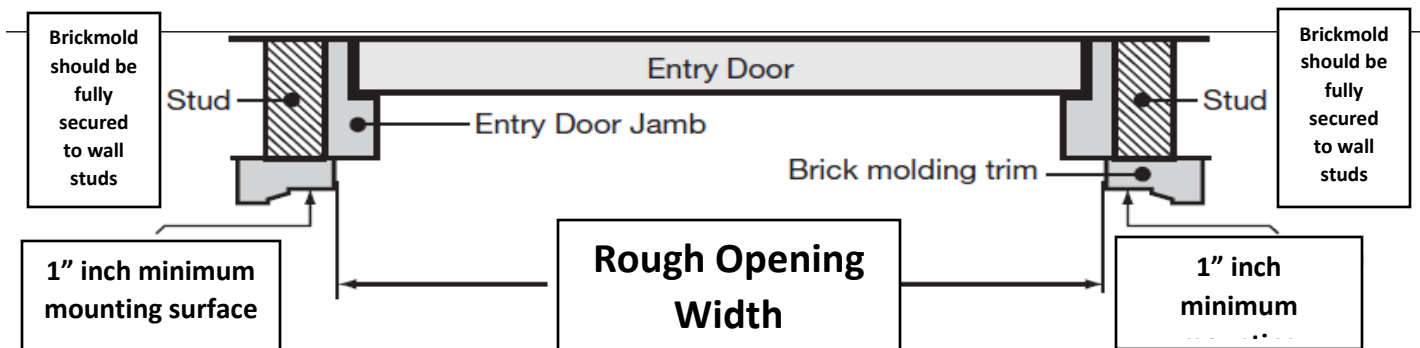 Brickmold
should be
fully
secured
to wall
studs
Stud
Entry Door
Entry Door Jamb
Brick molding trim
Stud
Brickmold
should be
fully
secured
to wall
studs
1” inch minimum
mounting surface
Rough Opening
Width
1” inch
minimum